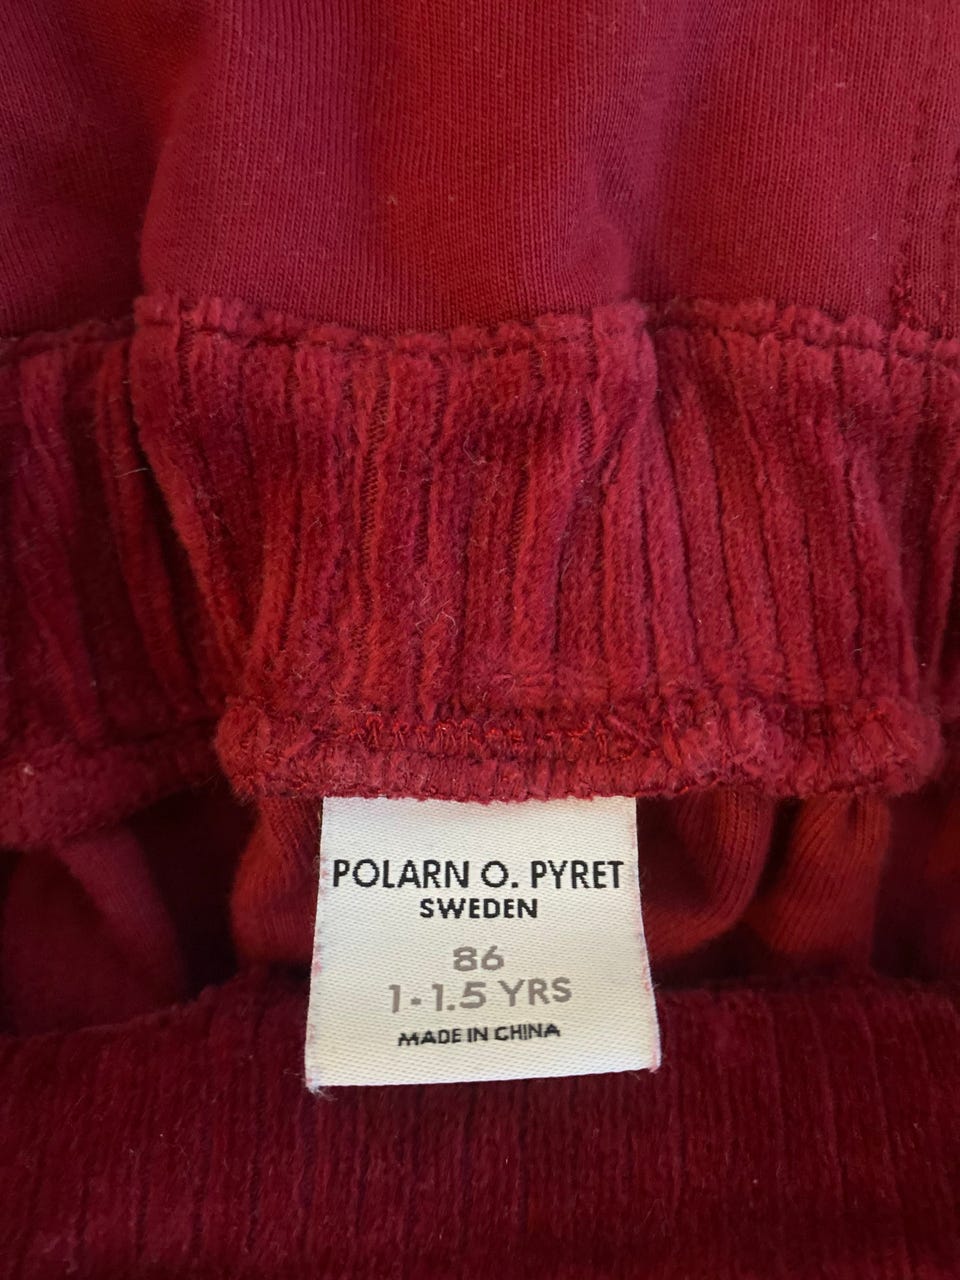 POLARN O. PYRET
SWEDEN
86
1-1.5 YRS
MADE IN CHINA